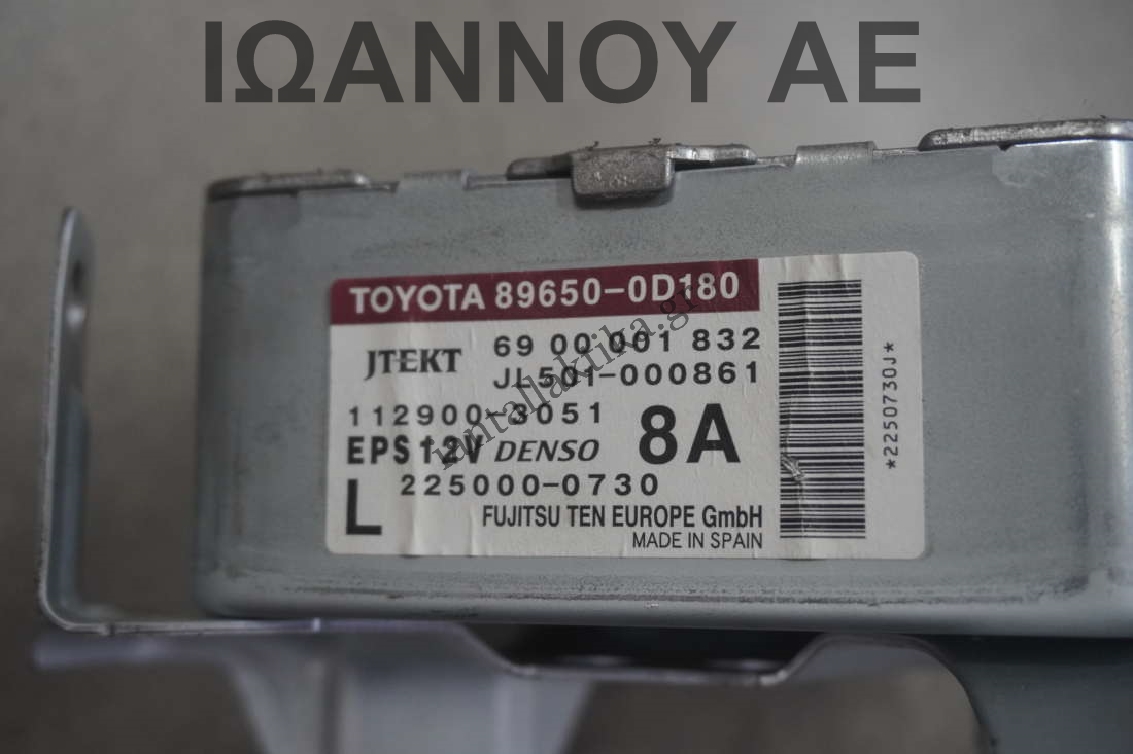 ΙΩΑΝΝΟΥ ΑΕ
TOYOTA 89650-0D180
JTEKT
69 00 001 832
JL501-000861
112900-3051
8A
EPS12V DENSO
225000-0730
L
FUJITSU TEN EUROPE GmbH
MADE IN SPAIN
*2250730J*